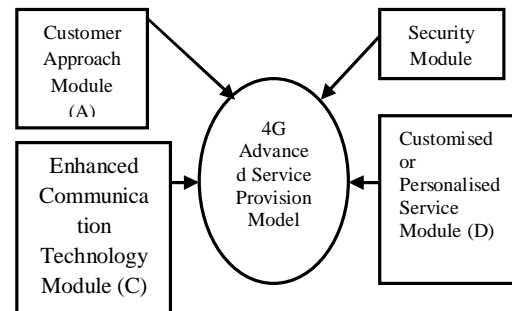 Customer
Approach
Module
(A)
Security
Module
4G
Advance
d Service
Provision
Model
Enhanced
Communica
tion
Technology
Module (C)
Customised
or
Personalised
Service
Module (D)